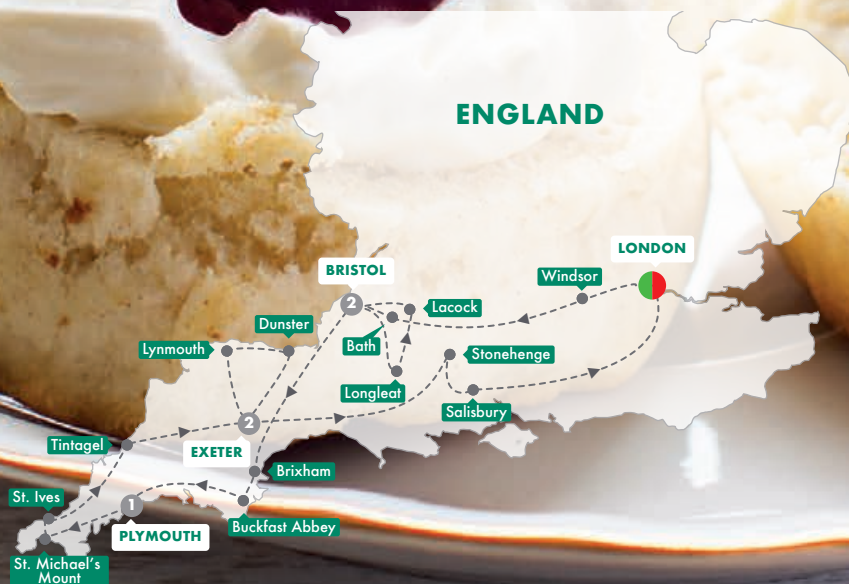 ENGLAND
LONDON
BRISTOL
2
Windsor
Lacock
Dunster
Bath
Lynmouth
Stonehenge
Longleat
Salisbury
2
EXETER
Tintagel
Brixham
St. Ives
1
PLYMOUTH
Buckfast Abbey
St. Michael's
Mount